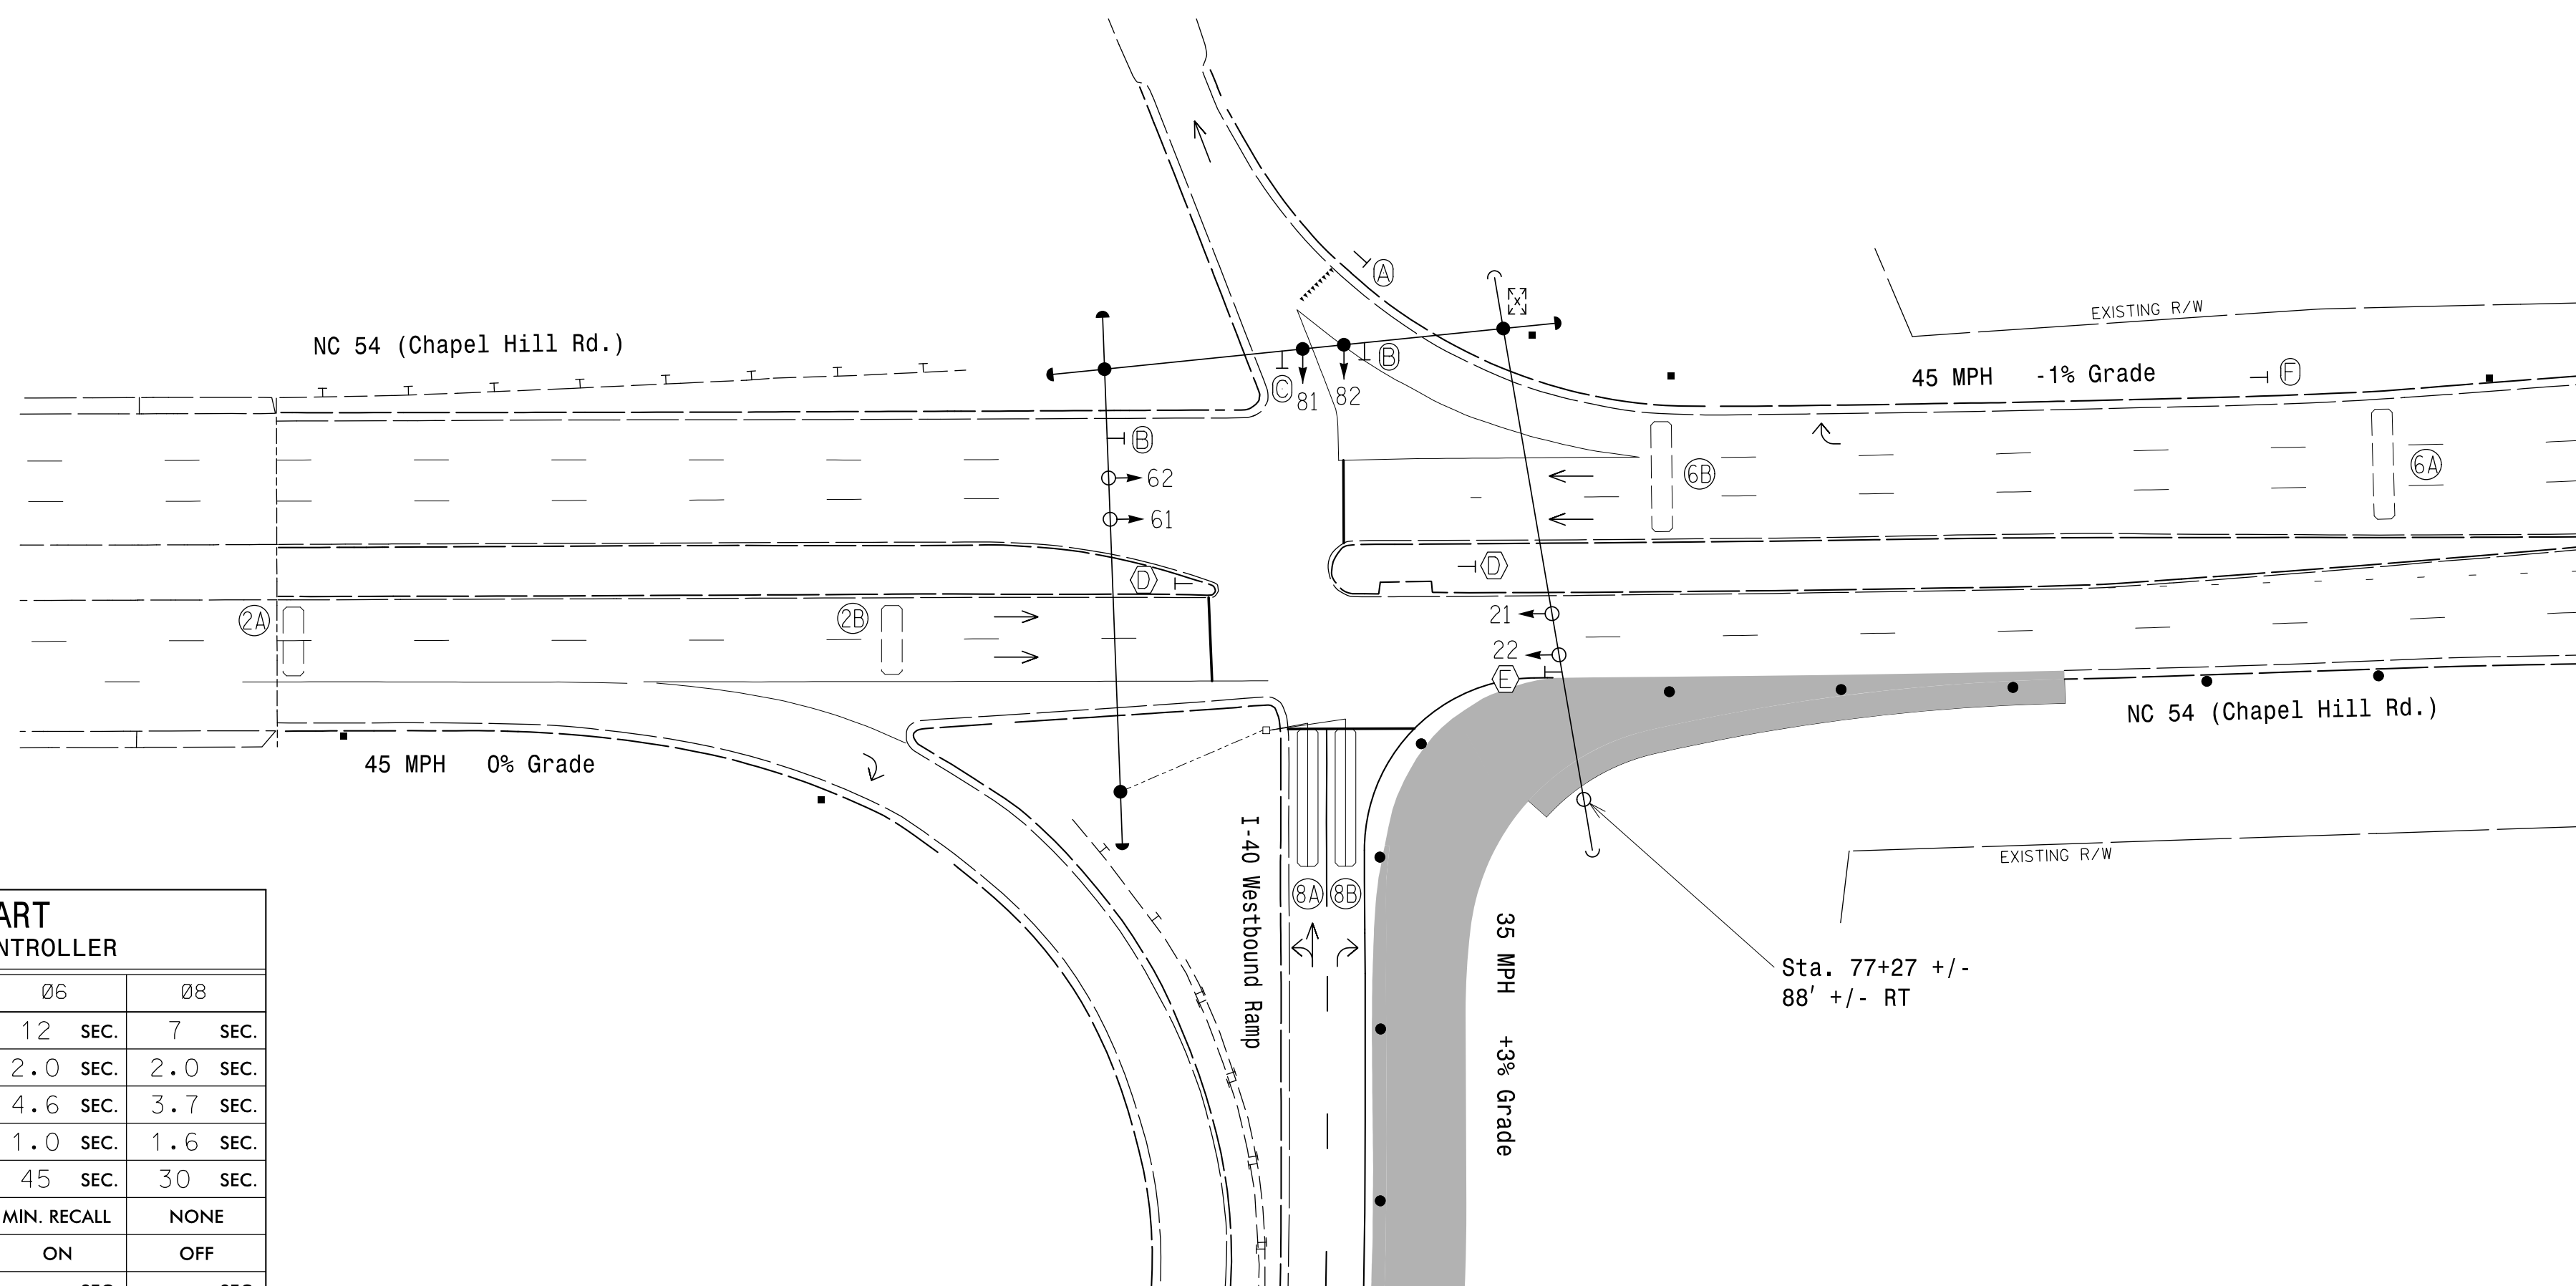 NC 54 (Chapel Hill Rd.)
A
B
C
81
82
EXISTING R/W
45 MPH -1% Grade
F
B
62
61
6B
6A
D
D
2A
2B
21
22
E
NC 54 (Chapel Hill Rd.)
45 MPH 0% Grade
I-40 Westbound Ramp
8A
8B
EXISTING R/W
35 MPH +3% Grade
Sta. 77+27 +/-
88' +/- RT
ART
NTROLLER
Ø6 Ø8
12 SEC. 7 SEC.
2.0 SEC. 2.0 SEC.
4.6 SEC. 3.7 SEC.
1.0 SEC. 1.6 SEC.
45 SEC. 30 SEC.
MIN. RECALL NONE
ON OFF